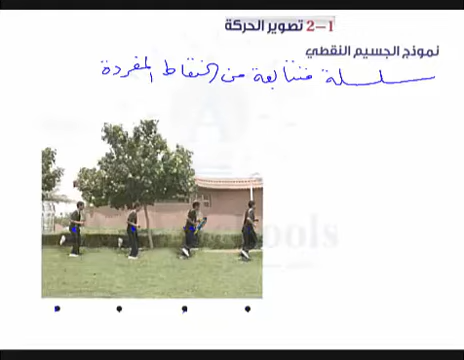 2-1 تصوير الحركة
نموذج الجسيم النقطي
سلسلة متتابعة من النقاط المفردة